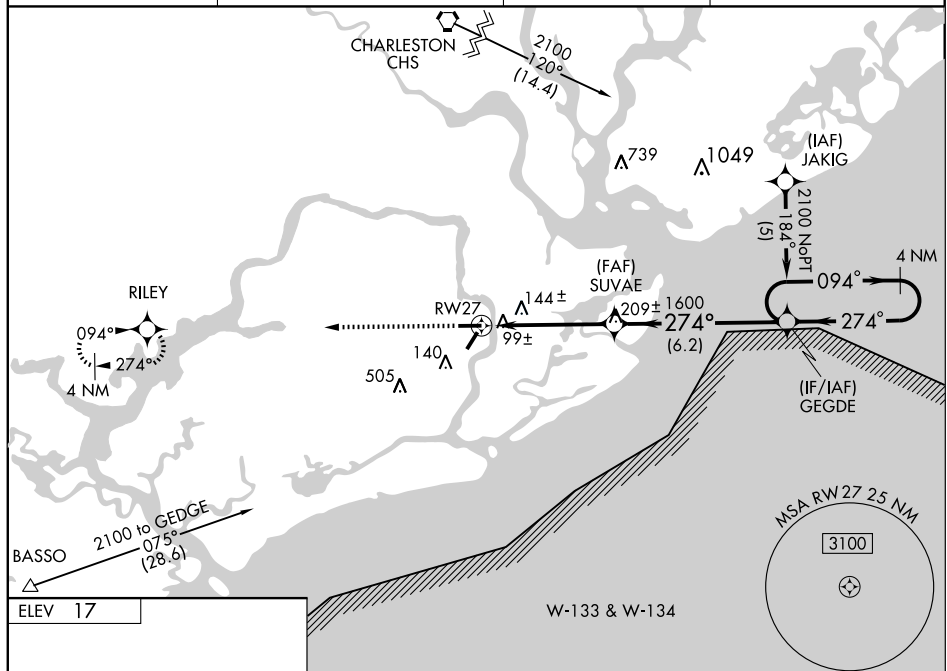 CHARLESTON
CHS
2100
120°
(14.4)
739
1049
(IAF)
JAKIG
2100 NoPT
184°
(5)
4 NM
094°
274°
(FAF)
SUVAE
RILEY
094°
274°
4 NM
RW27
144±
99±
209±
1600
274°
(6.2)
140
505
(IF/IAF)
GEGDE
MSA RW27 25 NM
3100
BASSO
2100 to GEDGE
075°
(28.6)
ELEV 17
W-133 & W-134